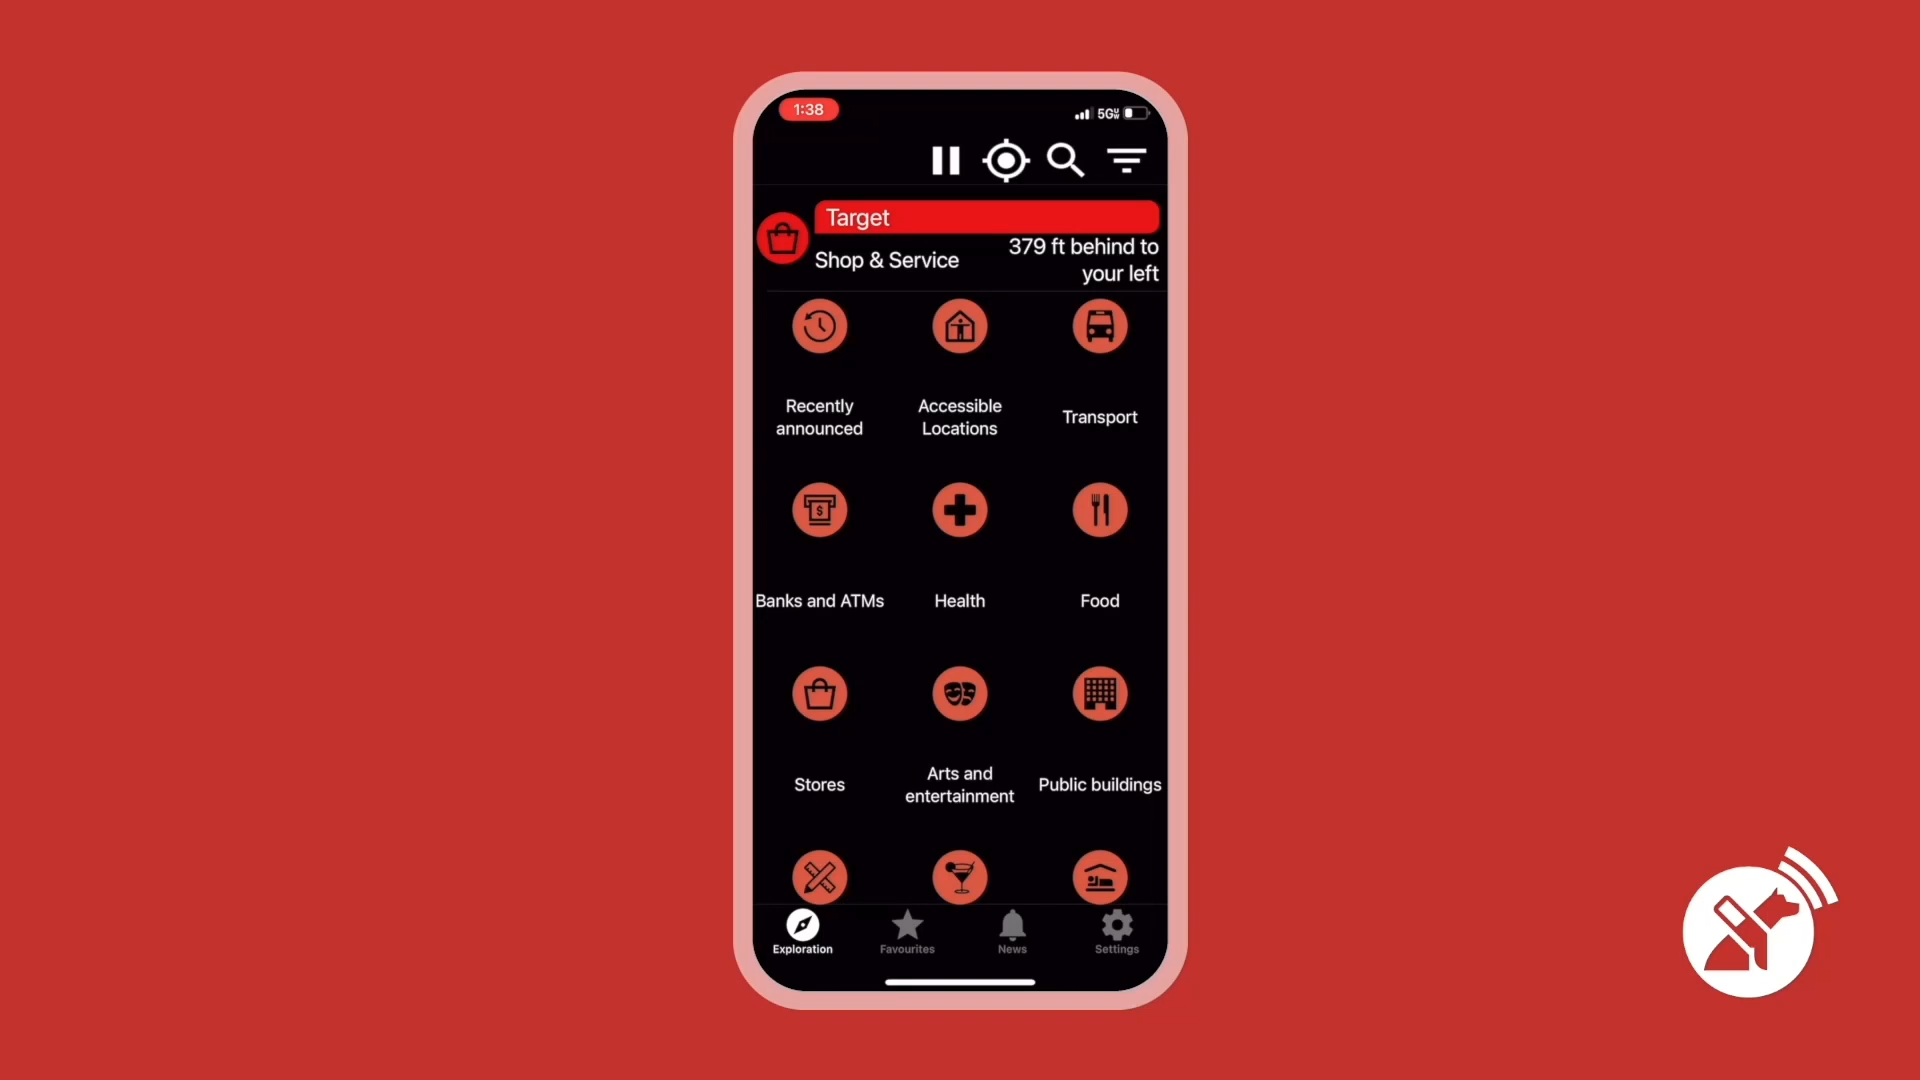 1:38
5G
Target
Shop & Service
379 ft behind to
your left
Recently
announced
Accessible
Locations
Transport
Banks and ATMs
Health
Food
Stores
Arts and
entertainment
Public buildings
Exploration
Favourites
News
Settings